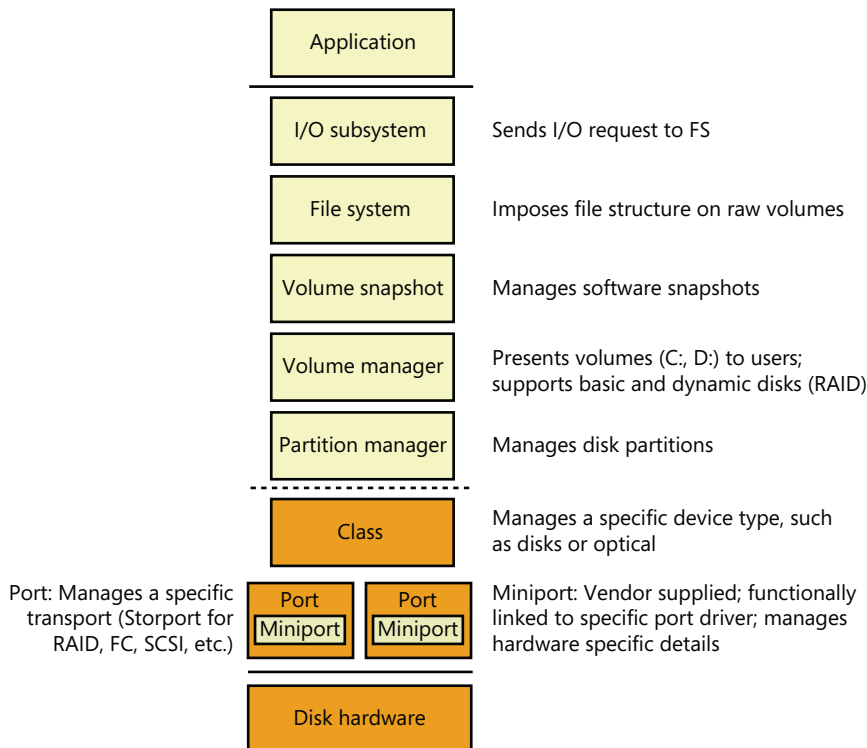 Application
I/O subsystem
Sends I/O request to FS
File system
Imposes file structure on raw volumes
Volume snapshot
Manages software snapshots
Volume manager
Presents volumes (C:, D:) to users;
supports basic and dynamic disks (RAID)
Partition manager
Manages disk partitions
Class
Manages a specific device type, such
as disks or optical
Port: Manages a specific
transport (Storport for
RAID, FC, SCSI, etc.)
Port
Miniport
Port
Miniport
Miniport: Vendor supplied; functionally
linked to specific port driver; manages
hardware specific details
Disk hardware